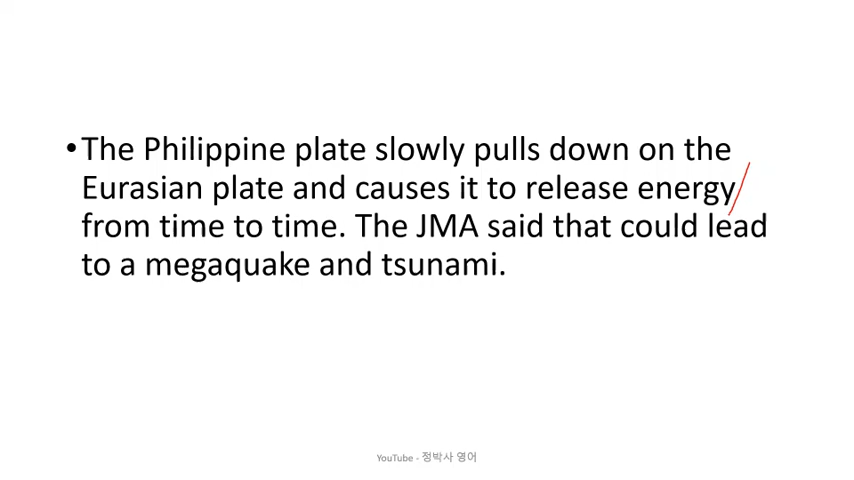 •The Philippine plate slowly pulls down on the
Eurasian plate and causes it to release energy
from time to time. The JMA said that could lead
to a megaquake and tsunami.
YouTube - 정박사 영어